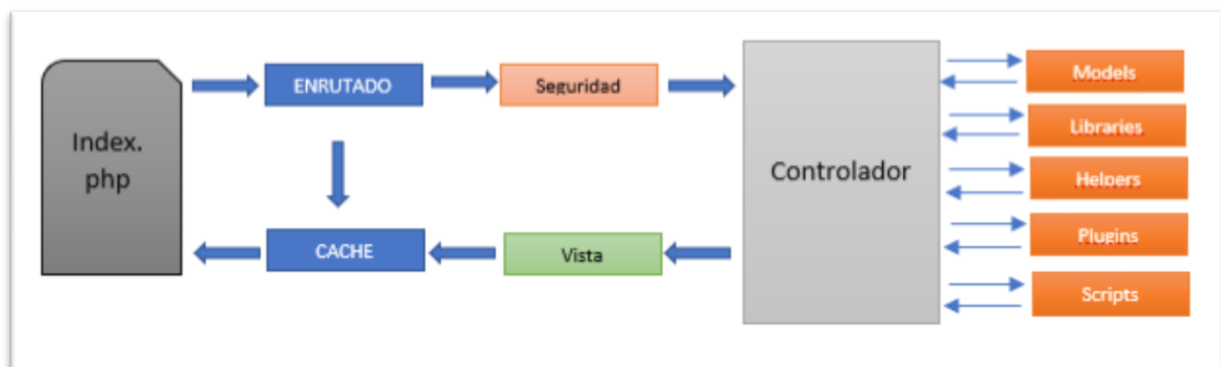 Index.
php
ENRUTADO
Seguridad
Controlador
Models
Libraries
Helpers
Plugins
Scripts
CACHE
Vista